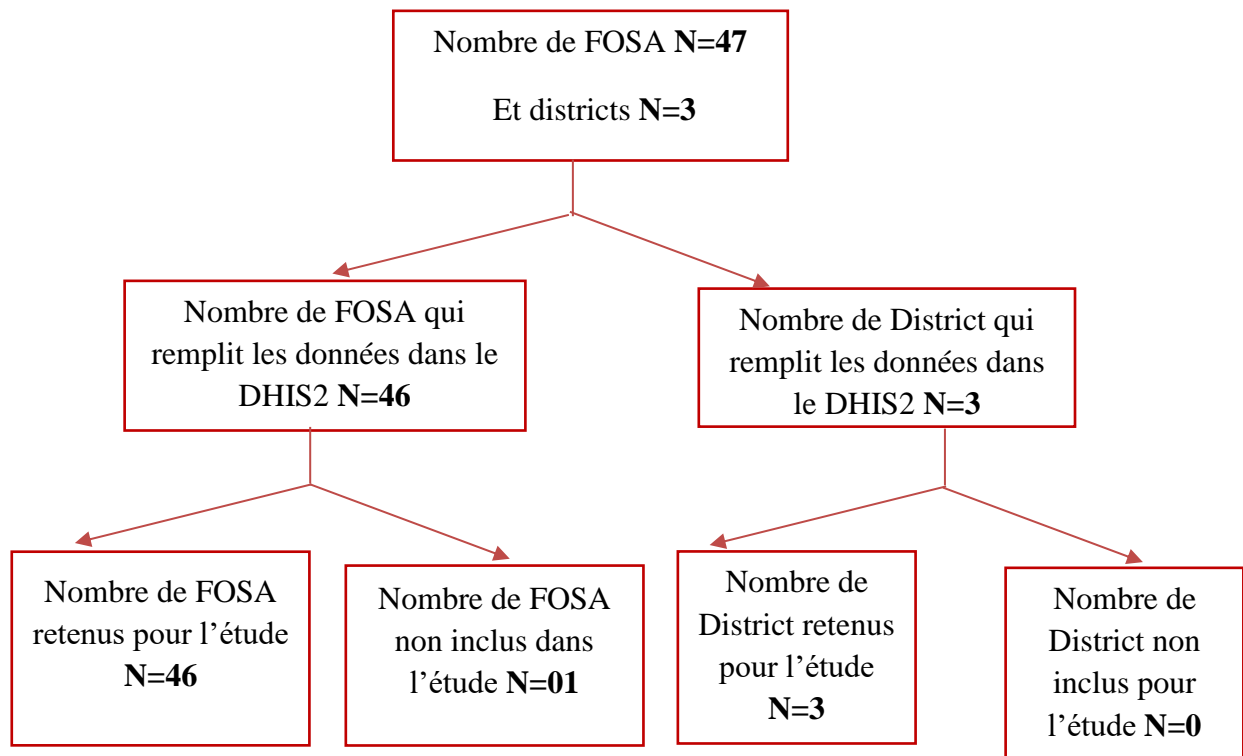 Nombre de FOSA N=47
Et districts N=3
Nombre de FOSA qui
remplit les données dans le
DHIS2 N=46
Nombre de District qui
remplit les données dans
le DHIS2 N=3
Nombre de FOSA
retenus pour l’étude
N=46
Nombre de FOSA
non inclus dans
l’étude N=01
Nombre de
District retenus
pour l’étude
N=3
Nombre de
District non
inclus pour
l’étude N=0